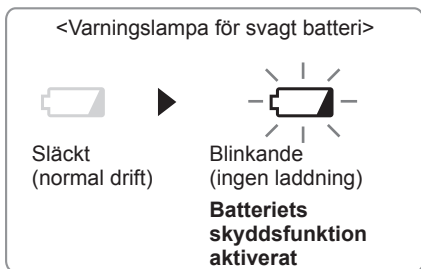 <Varningslampa för svagt batteri>
Släckt
(normal drift)
Blinkande
(ingen laddning)
Batteriets
skyddsfunktion
aktiverat